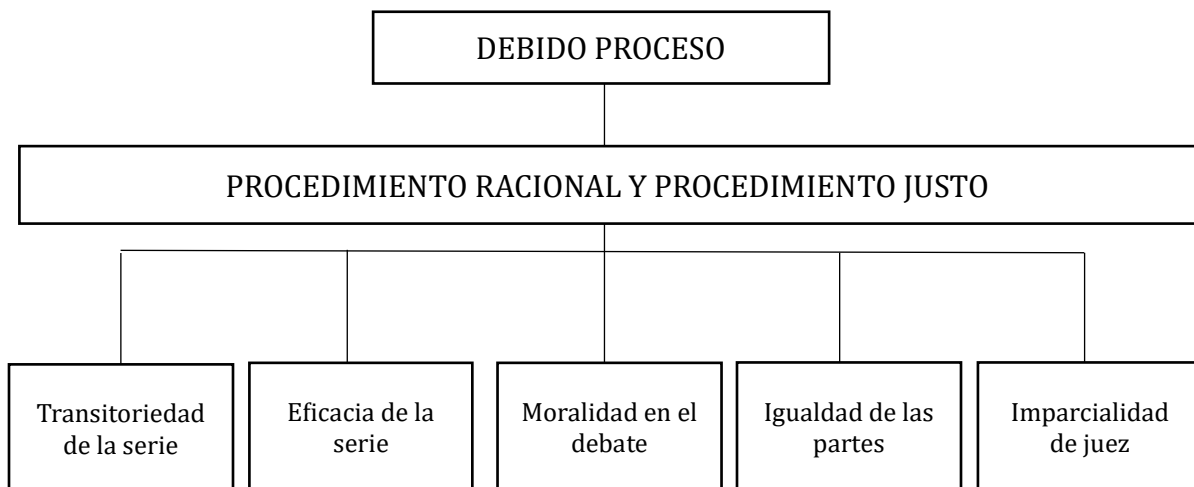 DEBIDO PROCESO
PROCEDIMIENTO RACIONAL Y PROCEDIMIENTO JUSTO
Transitoriedad
de la serie
Eficacia de la
serie
Moralidad en el
debate
Igualdad de las
partes
Imparcialidad
de juez